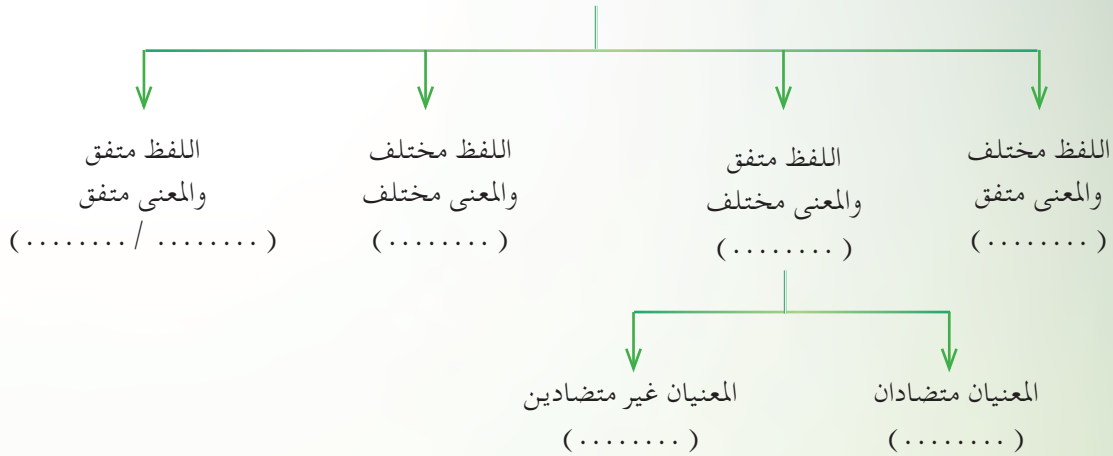 اللفظ مختلف
والمعنى متفق
( ........ )
اللفظ متفق
والمعنى مختلف
( ........ )
اللفظ مختلف
والمعنى مختلف
( ........ )
اللفظ متفق
والمعنى متفق
( ........ / ........ )
المعنيان متضادان
( ........ )
المعنيان غير متضادين
( ........ )